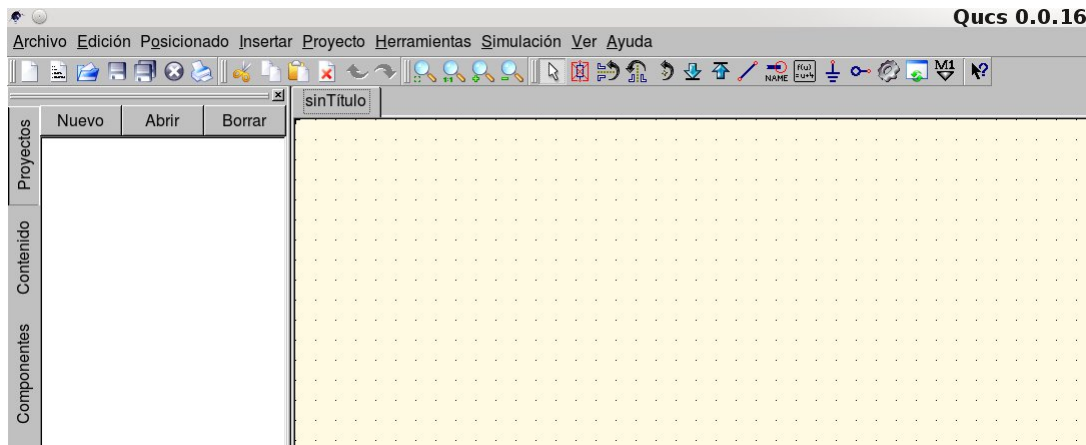 Qucs 0.0.16
Archivo Edición Posicionado Insertar Proyecto Herramientas Simulación Ver Ayuda
NAME f(ω) =u+4 M1
sinTítulo
Nuevo Abrir Borrar
Proyectos
Contenido
Componentes